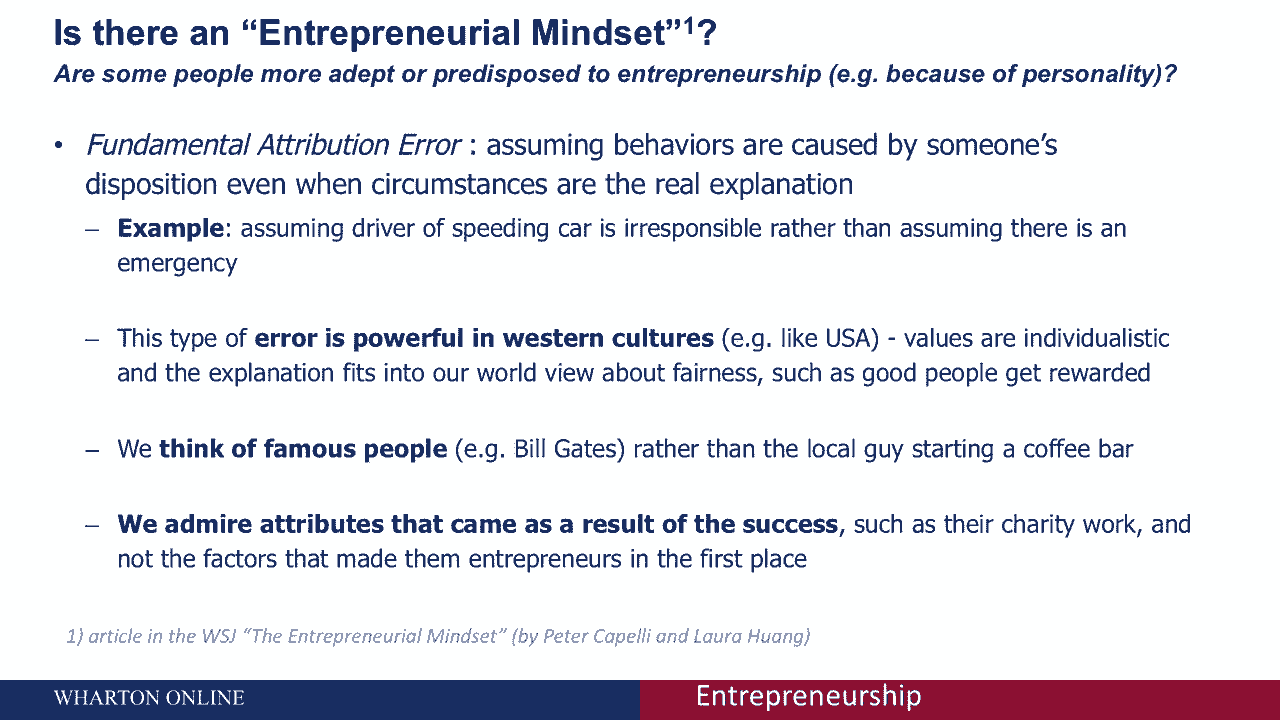 Is there an “Entrepreneurial Mindset”¹?
Are some people more adept or predisposed to entrepreneurship (e.g. because of personality)?
• Fundamental Attribution Error : assuming behaviors are caused by someone’s
disposition even when circumstances are the real explanation
– Example: assuming driver of speeding car is irresponsible rather than assuming there is an
emergency
– This type of error is powerful in western cultures (e.g. like USA) - values are individualistic
and the explanation fits into our world view about fairness, such as good people get rewarded
– We think of famous people (e.g. Bill Gates) rather than the local guy starting a coffee bar
– We admire attributes that came as a result of the success, such as their charity work, and
not the factors that made them entrepreneurs in the first place
1) article in the WSJ “The Entrepreneurial Mindset” (by Peter Capelli and Laura Huang)
WHARTON ONLINE
Entrepreneurship